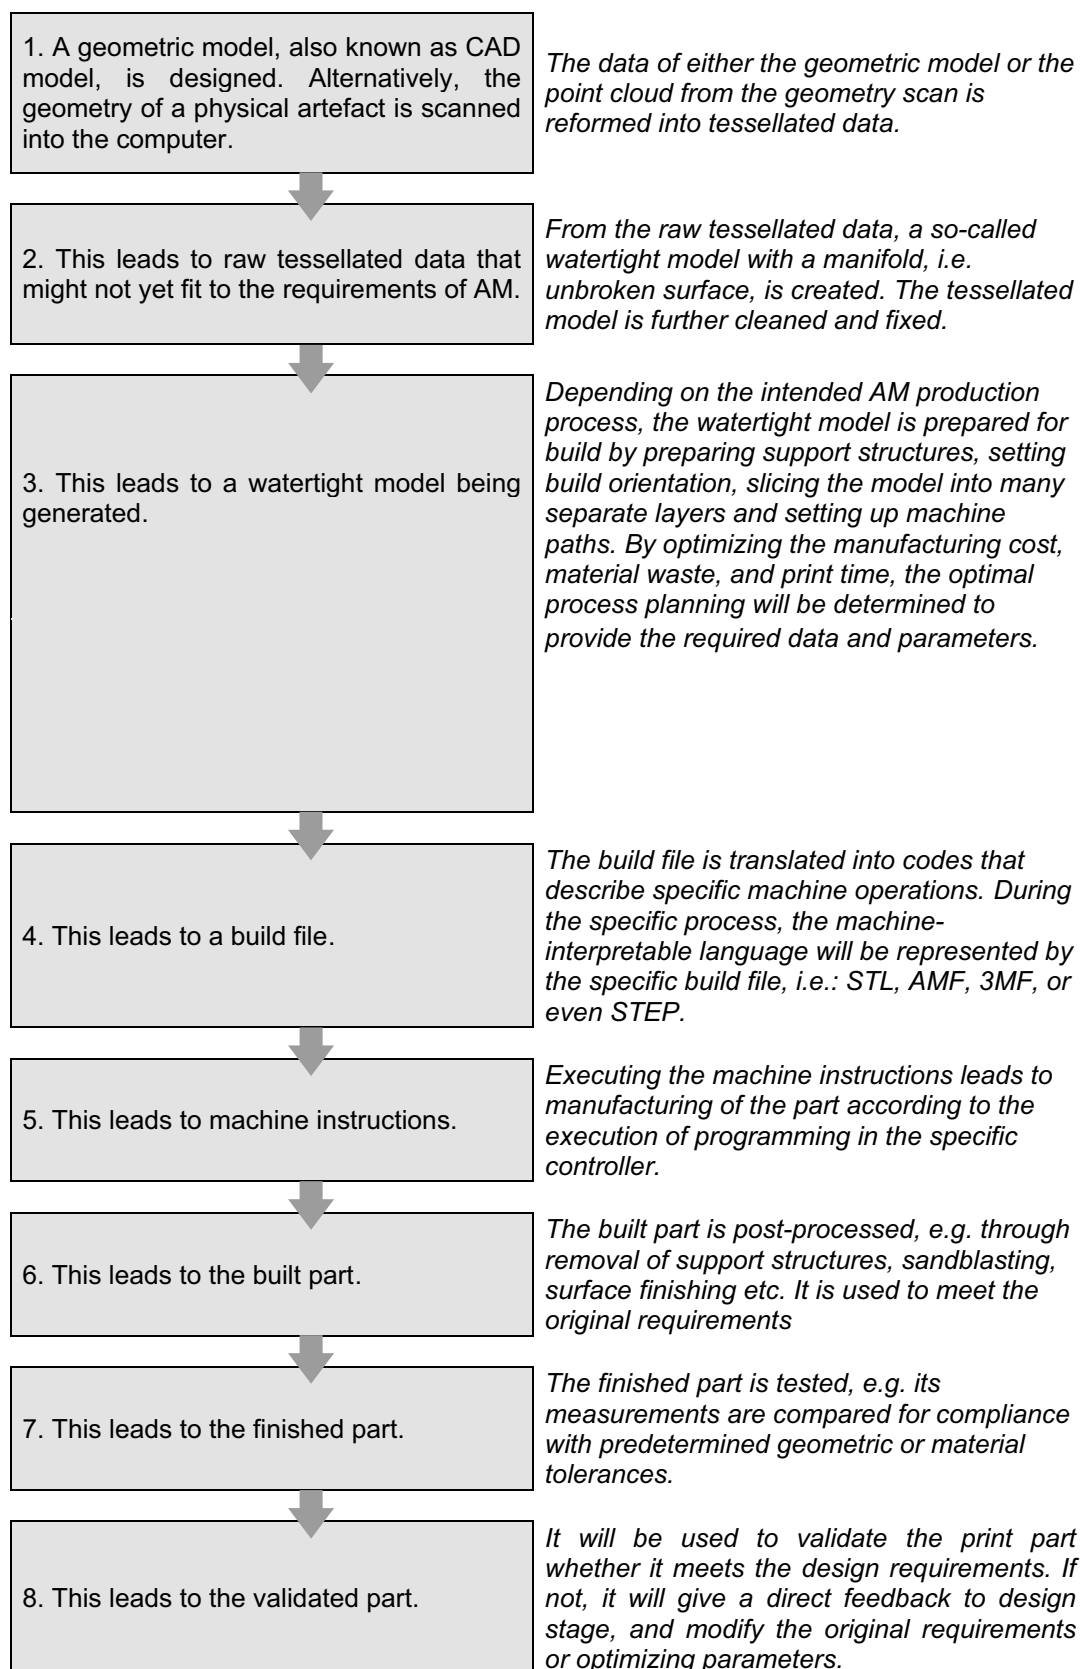 1. A geometric model, also known as CAD
model, is designed. Alternatively, the
geometry of a physical artefact is scanned
into the computer.
The data of either the geometric model or the
point cloud from the geometry scan is
reformed into tessellated data.
2. This leads to raw tessellated data that
might not yet fit to the requirements of AM.
From the raw tessellated data, a so-called
watertight model with a manifold, i.e.
unbroken surface, is created. The tessellated
model is further cleaned and fixed.
3. This leads to a watertight model being
generated.
Depending on the intended AM production
process, the watertight model is prepared for
build by preparing support structures, setting
build orientation, slicing the model into many
separate layers and setting up machine
paths. By optimizing the manufacturing cost,
material waste, and print time, the optimal
process planning will be determined to
provide the required data and parameters.
4. This leads to a build file.
The build file is translated into codes that
describe specific machine operations. During
the specific process, the machine-
interpretable language will be represented by
the specific build file, i.e.: STL, AMF, 3MF, or
even STEP.
5. This leads to machine instructions.
Executing the machine instructions leads to
manufacturing of the part according to the
execution of programming in the specific
controller.
6. This leads to the built part.
The built part is post-processed, e.g. through
removal of support structures, sandblasting,
surface finishing etc. It is used to meet the
original requirements
7. This leads to the finished part.
The finished part is tested, e.g. its
measurements are compared for compliance
with predetermined geometric or material
tolerances.
8. This leads to the validated part.
It will be used to validate the print part
whether it meets the design requirements. If
not, it will give a direct feedback to design
stage, and modify the original requirements
or optimizing parameters.